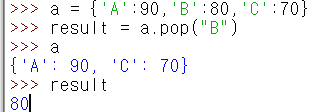 >>> a = {'A':90,'B':80,'C':70}
>>> result = a.pop("B")
>>> a
{'A': 90, 'C': 70}
>>> result
80